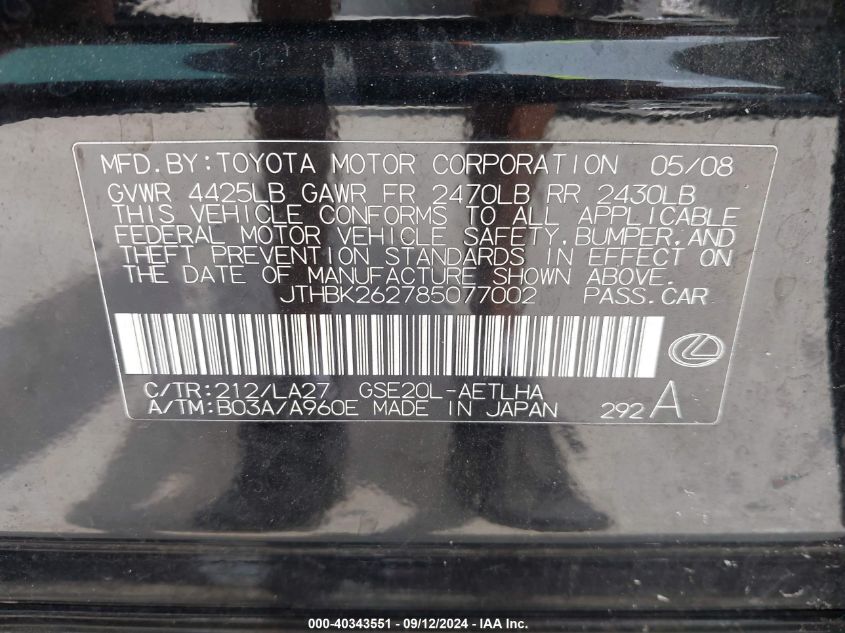 MFD.BY:TOYOTA MOTOR CORPORATION 05/08
GVWR 4425LB GAWR FR 2470LB RR 2430LB
THIS VEHICLE CONFORMS TO ALL APPLICABLE
FEDERAL MOTOR VEHICLE SAFETY,BUMPER,AND
THEFT PREVENTION STANDARDS IN EFFECT ON
THE DATE OF MANUFACTURE SHOWN ABOVE.
JTHBK262785077002 PASS.CAR
C/TR:212/LA27 GSE20L-AETLHA
A/TM:B03A/A960E MADE IN JAPAN 292A
000-40343551 - 09/12/2024 - IAA Inc.